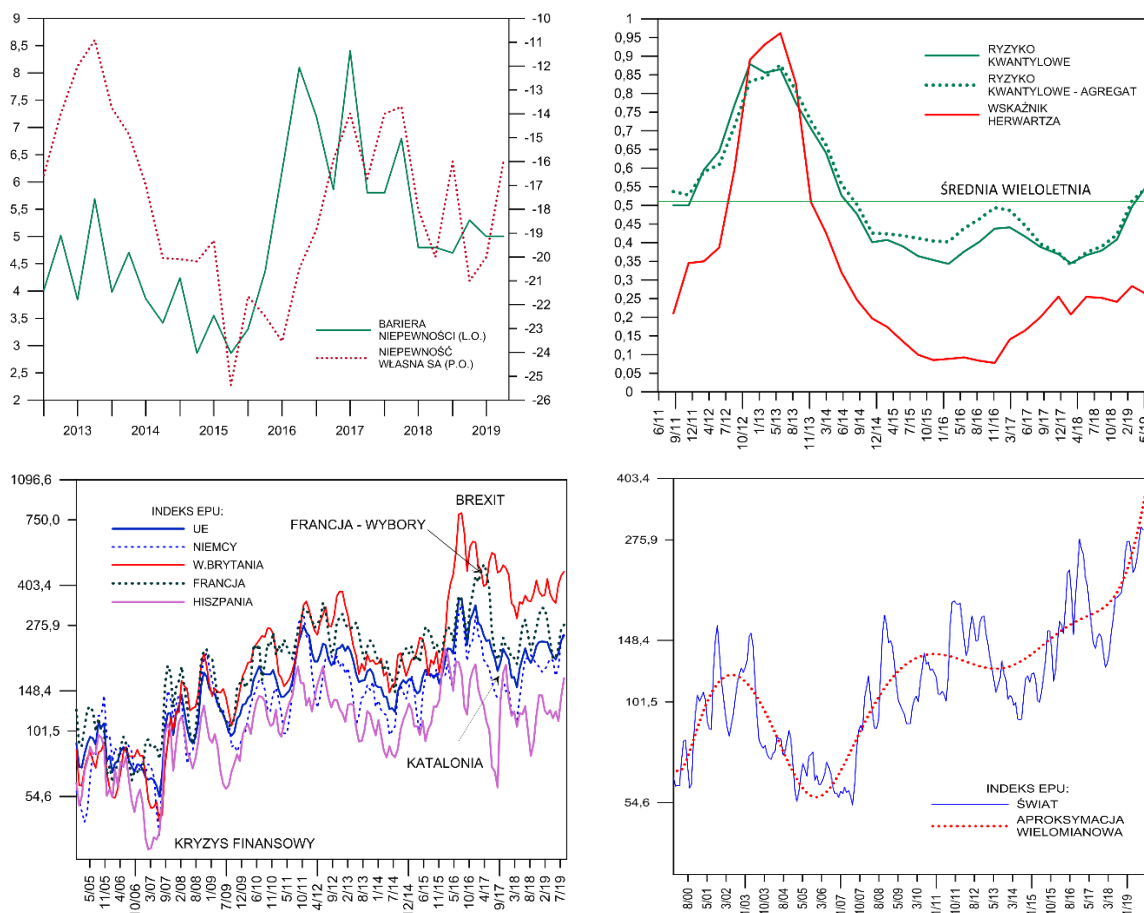 9
8,5
8
7,5
7
6,5
6
5,5
5
4,5
4
3,5
3
2,5
2
-10
-11
-12
-13
-14
-15
-16
-17
-18
-19
-20
-21
-22
-23
-24
-25
-26
BARIERA
NIEPEWNOŚCI (L.O.)
NIEPEWNOŚĆ
WŁASNA SA (P.O.)
2013 2014 2015 2016 2017 2018 2019
1
0,95
0,9
0,85
0,8
0,75
0,7
0,65
0,6
0,55
0,5
0,45
0,4
0,35
0,3
0,25
0,2
0,15
0,1
0,05
0
RYZYKO
KWANTYLOWE
RYZYKO
KWANTYLOWE - AGREGAT
WSKAŹNIK
HERWARTZA
ŚREDNIA WIELOLETNIA
6/11 9/11 12/11 4/12 7/12 10/12 1/13 5/13 8/13 11/13 3/14 6/14 9/14 12/14 4/15 7/15 10/15 1/16 5/16 8/16 11/16 3/17 6/17 9/17 12/17 4/18 7/18 10/18 2/19 5/19
1096,6
750,0
403,4
275,9
148,4
101,5
54,6
INDEKS EPU:
UE
NIEMCY
W.BRYTANIA
FRANCJA
HISZPANIA
BREXIT
FRANCJA - WYBORY
KATALONIA
KRYZYS FINANSOWY
5/05 11/05 4/06 10/06 3/07 9/07 2/08 8/08 1/09 7/09 6/10 11/10 5/11 10/11 4/12 9/12 2/13 1/14 7/14 12/14 6/15 11/15 5/16 10/16 4/17 9/17 3/18 8/18 2/19 7/19
403,4
275,9
148,4
101,5
54,6
INDEKS EPU:
ŚWIAT
APROKSYMACJA
WIELOMIANOWA
8/00 5/01 3/02 1/03 10/03 8/04 5/05 3/06 1/07 10/07 8/08 5/09 3/10 1/11 10/11 8/12 5/13 3/14 1/15 10/15 8/16 5/17 3/18 1/19